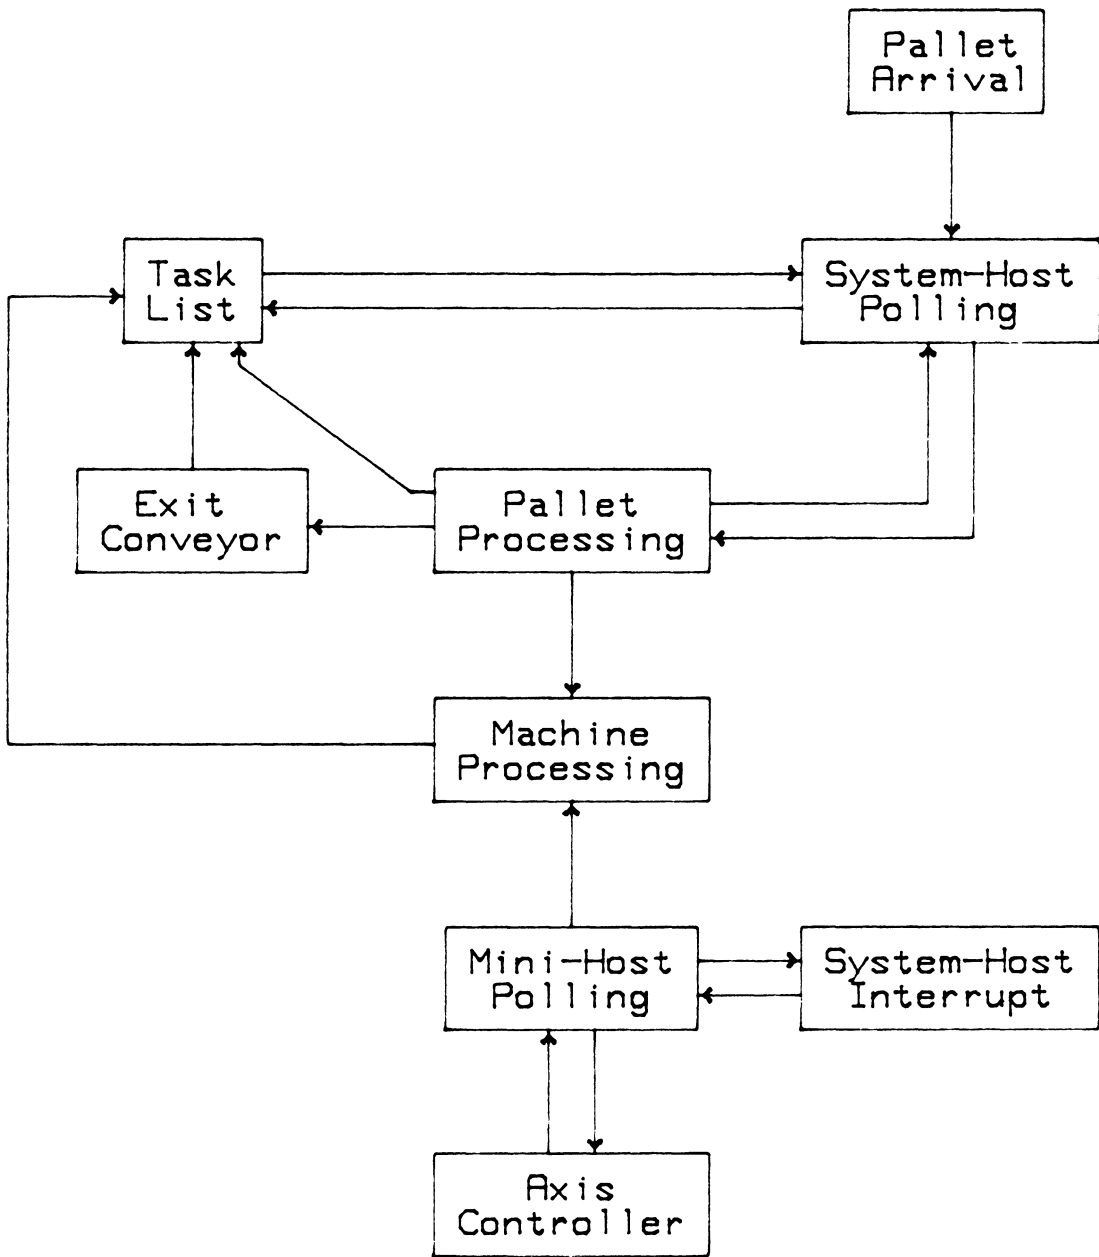 Pallet
Arrival
Task
List
System-Host
Polling
Exit
Conveyor
Pallet
Processing
Machine
Processing
Mini-Host
Polling
System-Host
Interrupt
Axis
Controller